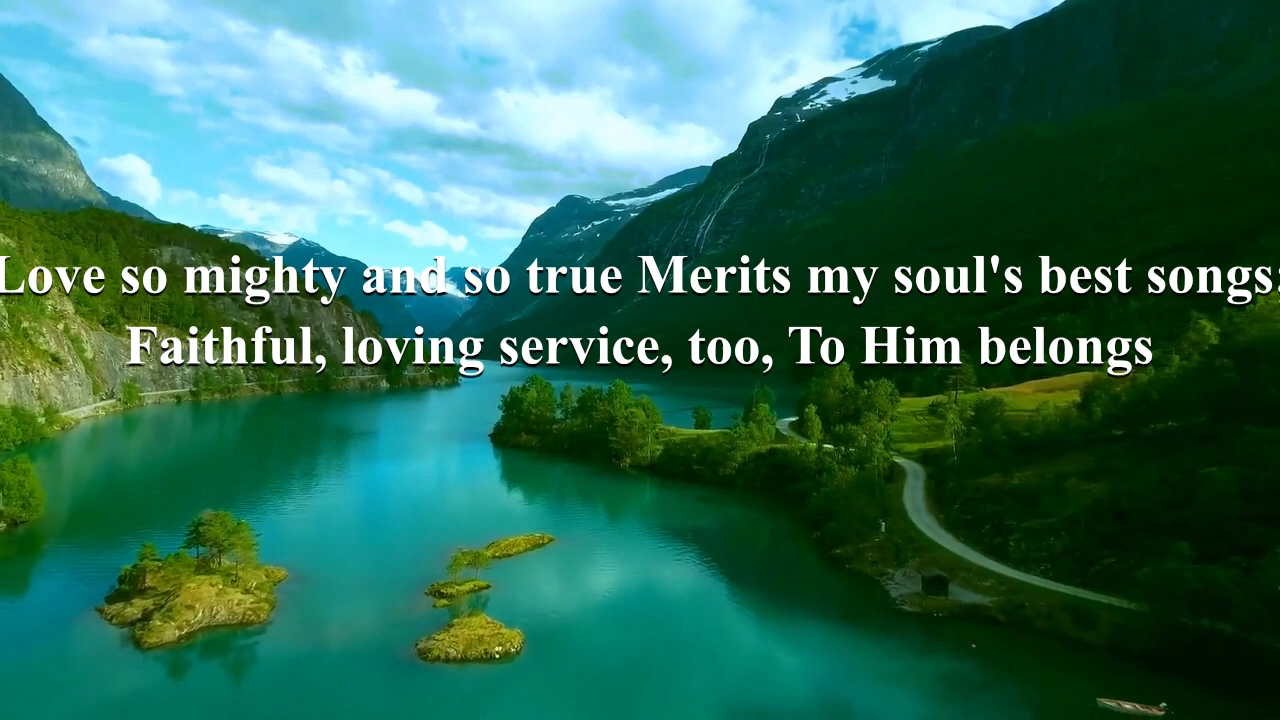 Love so mighty and so true Merits my soul's best songs;
Faithful, loving service, too, To Him belongs